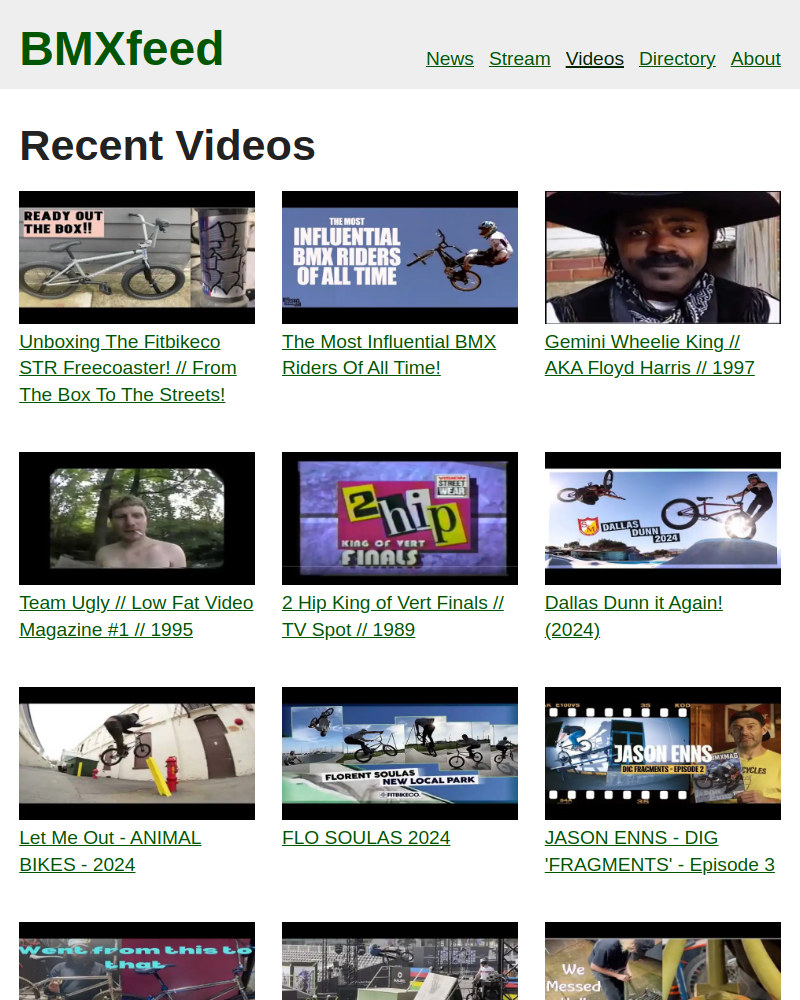 BMXfeed
News Stream Videos Directory About
Recent Videos
READY OUT
THE BOX!!
THE MOST
INFLUENTIAL
BMX RIDERS
OF ALL TIME
Unboxing The Fitbikeco
STR Freecoaster! // From
The Box To The Streets!
The Most Influential BMX
Riders Of All Time!
Gemini Wheelie King //
AKA Floyd Harris // 1997
VISION
STREET
WEAR
2 hip
KING OF VERT
FINALS
DALLAS
DUNN
2024
Team Ugly // Low Fat Video
Magazine #1 // 1995
2 Hip King of Vert Finals //
TV Spot // 1989
Dallas Dunn it Again!
(2024)
FLORENT SOULAS
NEW LOCAL PARK
FITBIKECO.
JASON ENNS
DIG FRAGMENTS - EPISODE 2
Let Me Out - ANIMAL
BIKES - 2024
FLO SOULAS 2024
JASON ENNS - DIG
'FRAGMENTS' - Episode 3
Went from this to
that
We
Messed